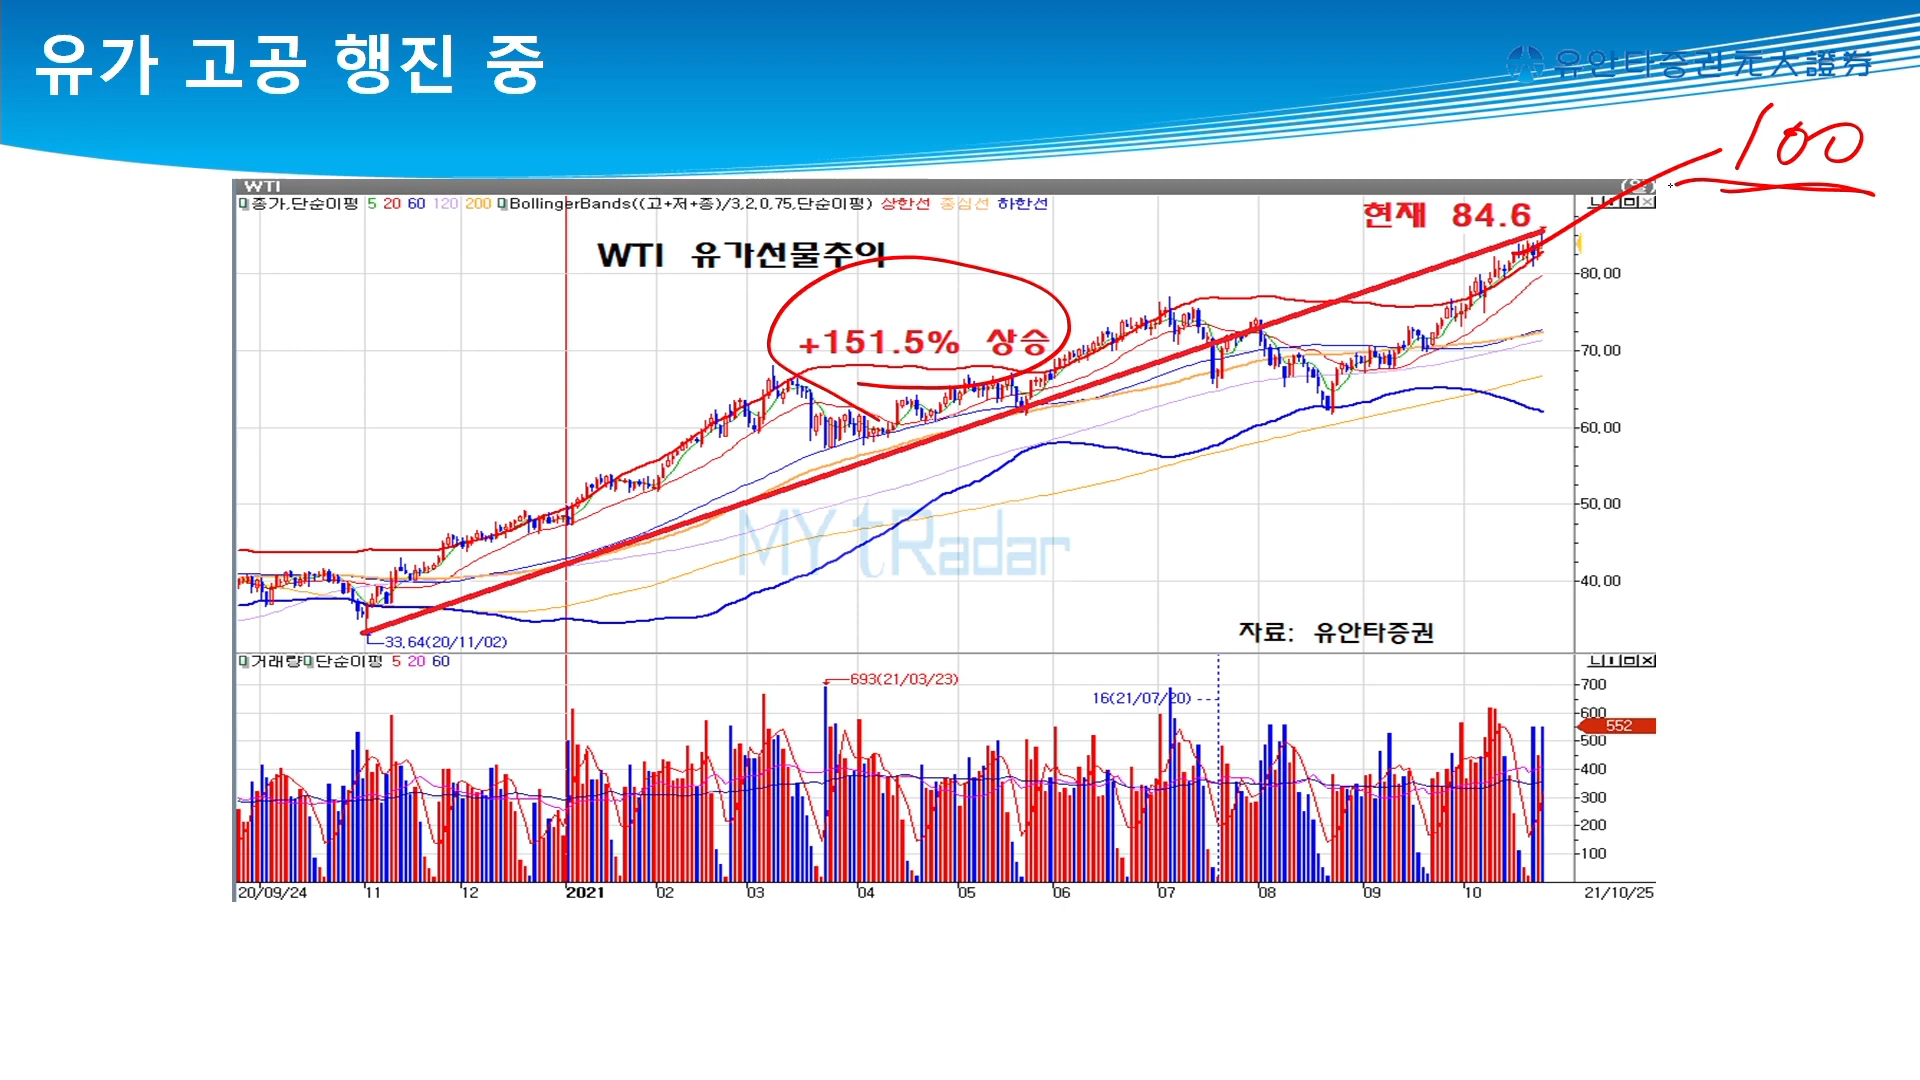 유가 고공 행진 중
유안타증권 元大證券
100
WTI
(일)
종가,단순이평 5 20 60 120 200 BollingerBands((고+저+종)/3,2.0,75,단순이평) 상한선 중심선 하한선
현재 84.6
WTI 유가선물추이
80.00
+151.5% 상승
70.00
60.00
50.00
MY tRadar
40.00
자료: 유안타증권
33.64(20/11/02)
거래량 단순이평 5 20 60
693(21/03/23)
700
16(21/07/20)
600
552
500
400
300
200
100
20/09/24 11 12 2021 02 03 04 05 06 07 08 09 10 21/10/25